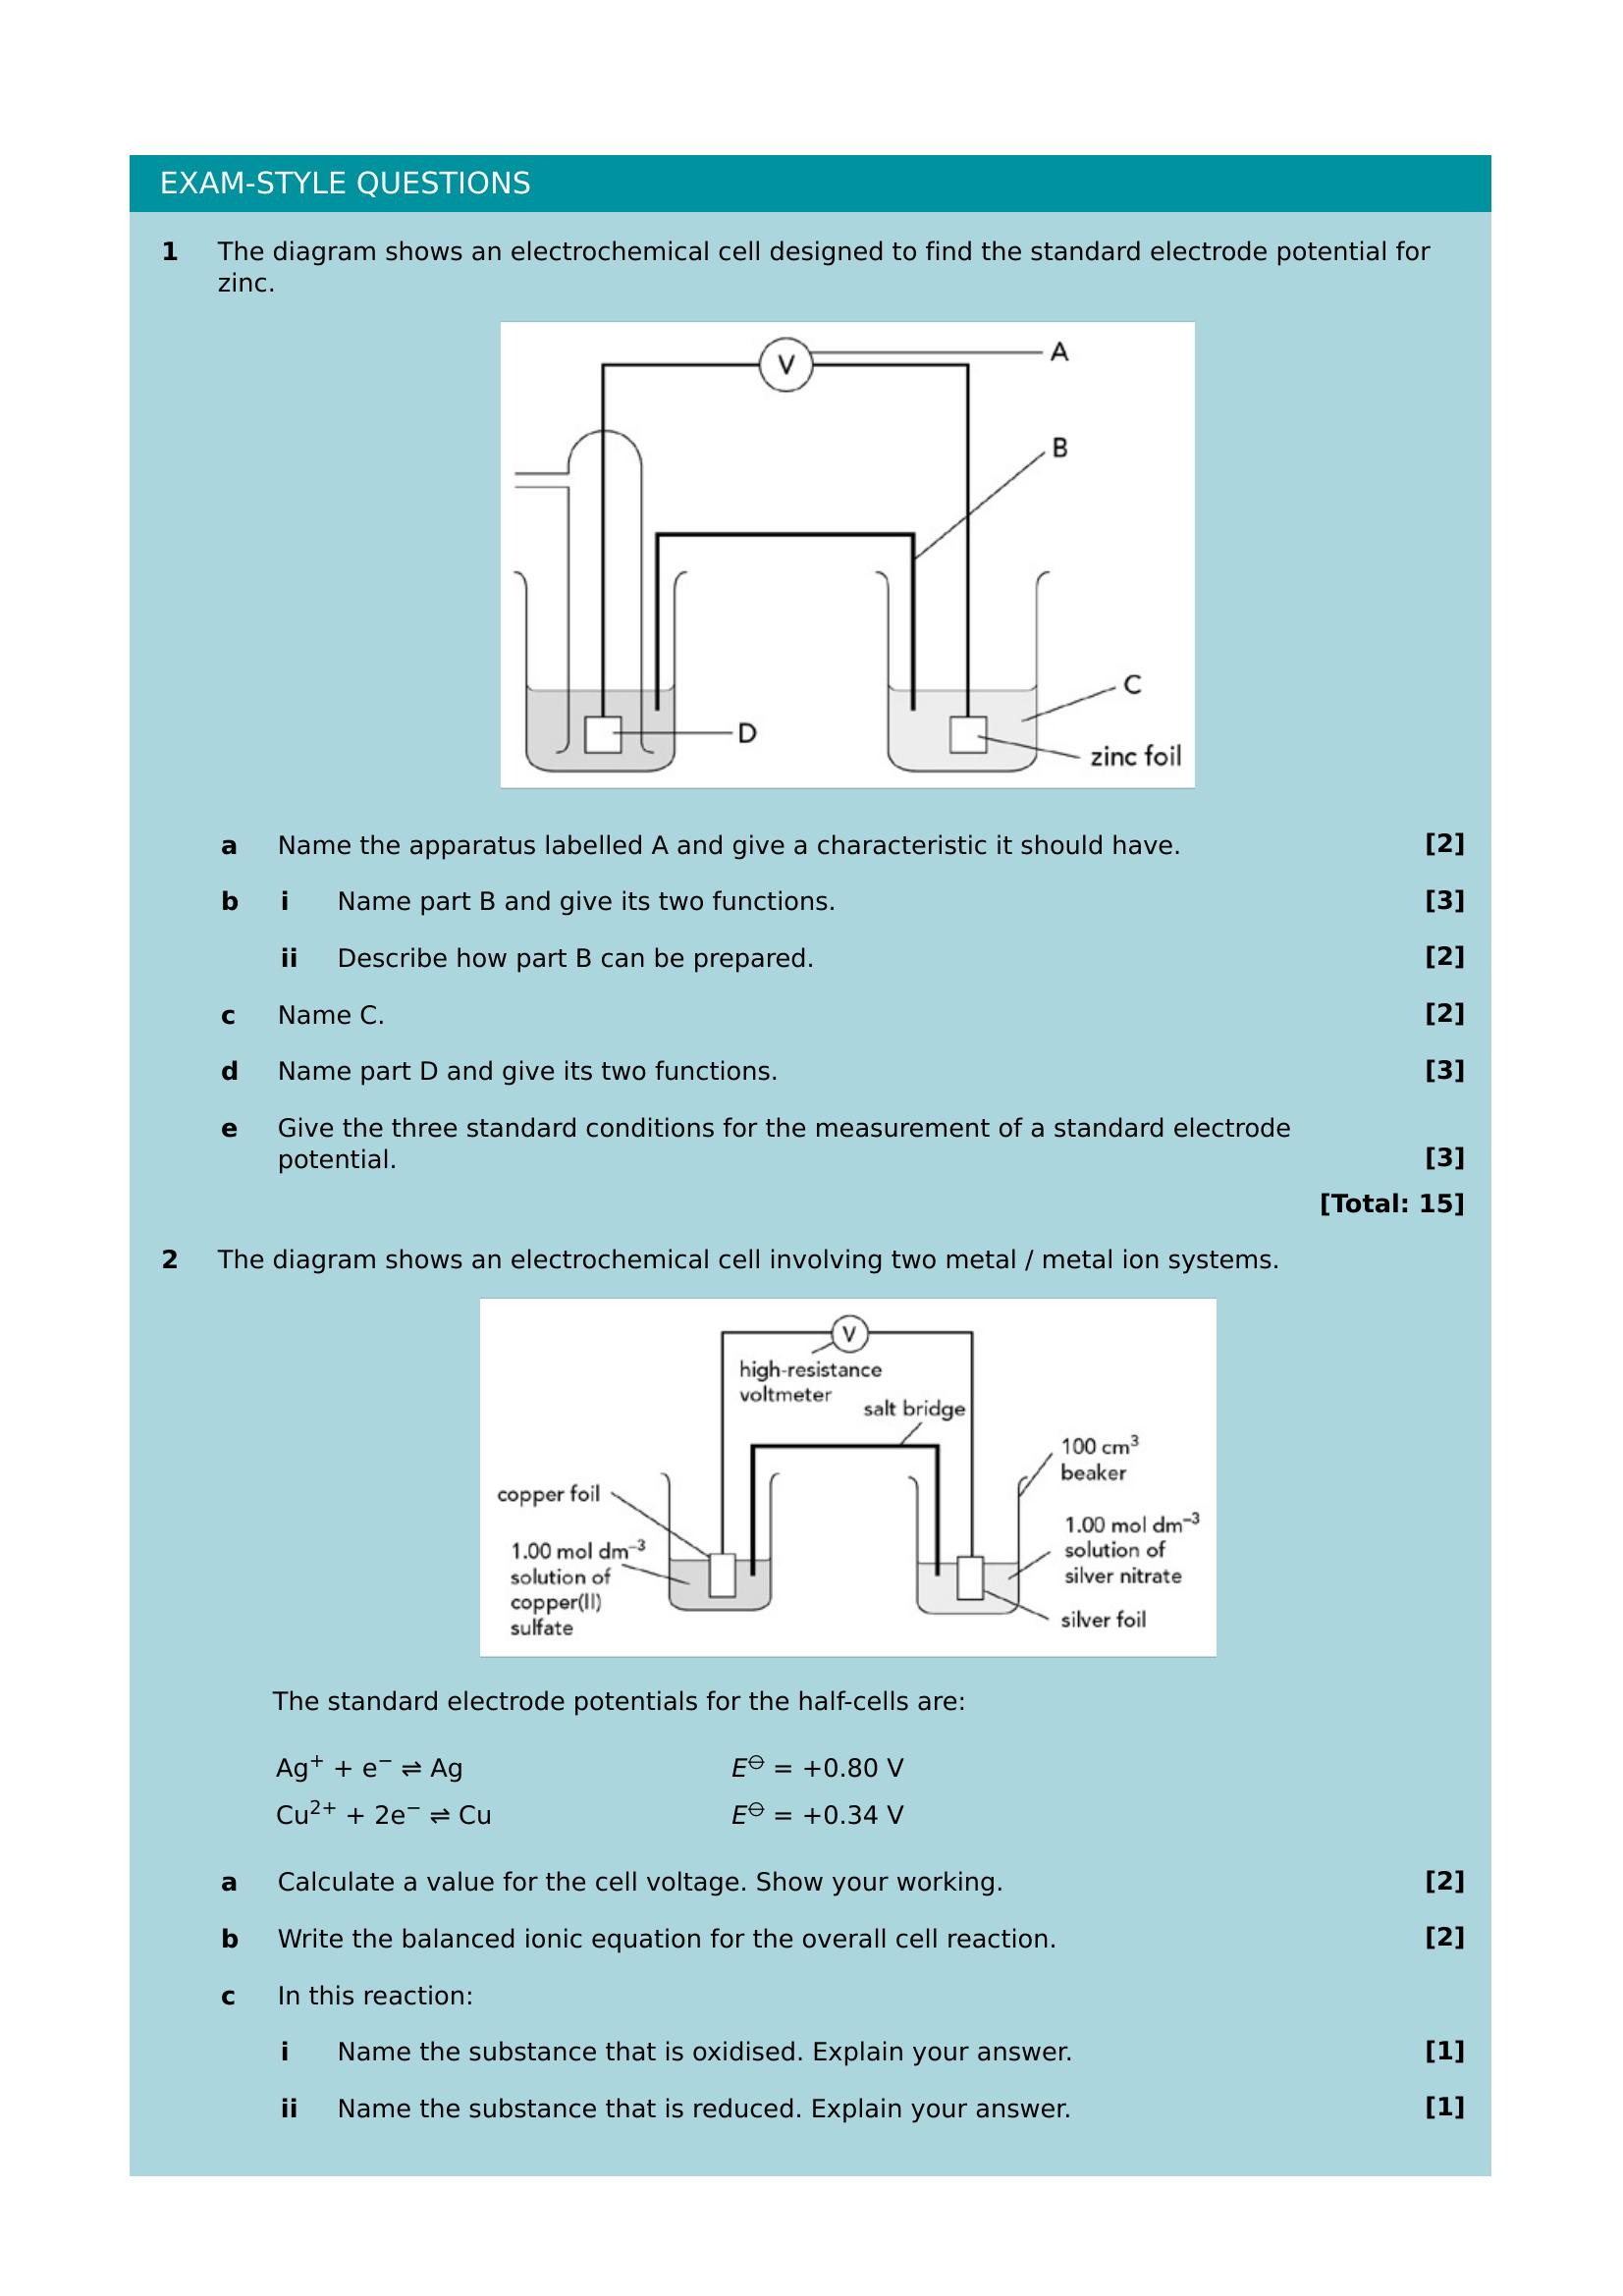 EXAM-STYLE QUESTIONS
1 The diagram shows an electrochemical cell designed to find the standard electrode potential for
zinc.
V
A
B
C
D
zinc foil
a Name the apparatus labelled A and give a characteristic it should have. [2]
b i Name part B and give its two functions. [3]
ii Describe how part B can be prepared. [2]
c Name C. [2]
d Name part D and give its two functions. [3]
e Give the three standard conditions for the measurement of a standard electrode
potential. [3]
[Total: 15]
2 The diagram shows an electrochemical cell involving two metal / metal ion systems.
V
high-resistance
voltmeter
salt bridge
100 cm³
beaker
copper foil
1.00 mol dm⁻³
solution of
copper(II)
sulfate
1.00 mol dm⁻³
solution of
silver nitrate
silver foil
The standard electrode potentials for the half-cells are:
Ag⁺ + e⁻ ⇌ Ag E⊖ = +0.80 V
Cu²⁺ + 2e⁻ ⇌ Cu E⊖ = +0.34 V
a Calculate a value for the cell voltage. Show your working. [2]
b Write the balanced ionic equation for the overall cell reaction. [2]
c In this reaction:
i Name the substance that is oxidised. Explain your answer. [1]
ii Name the substance that is reduced. Explain your answer. [1]